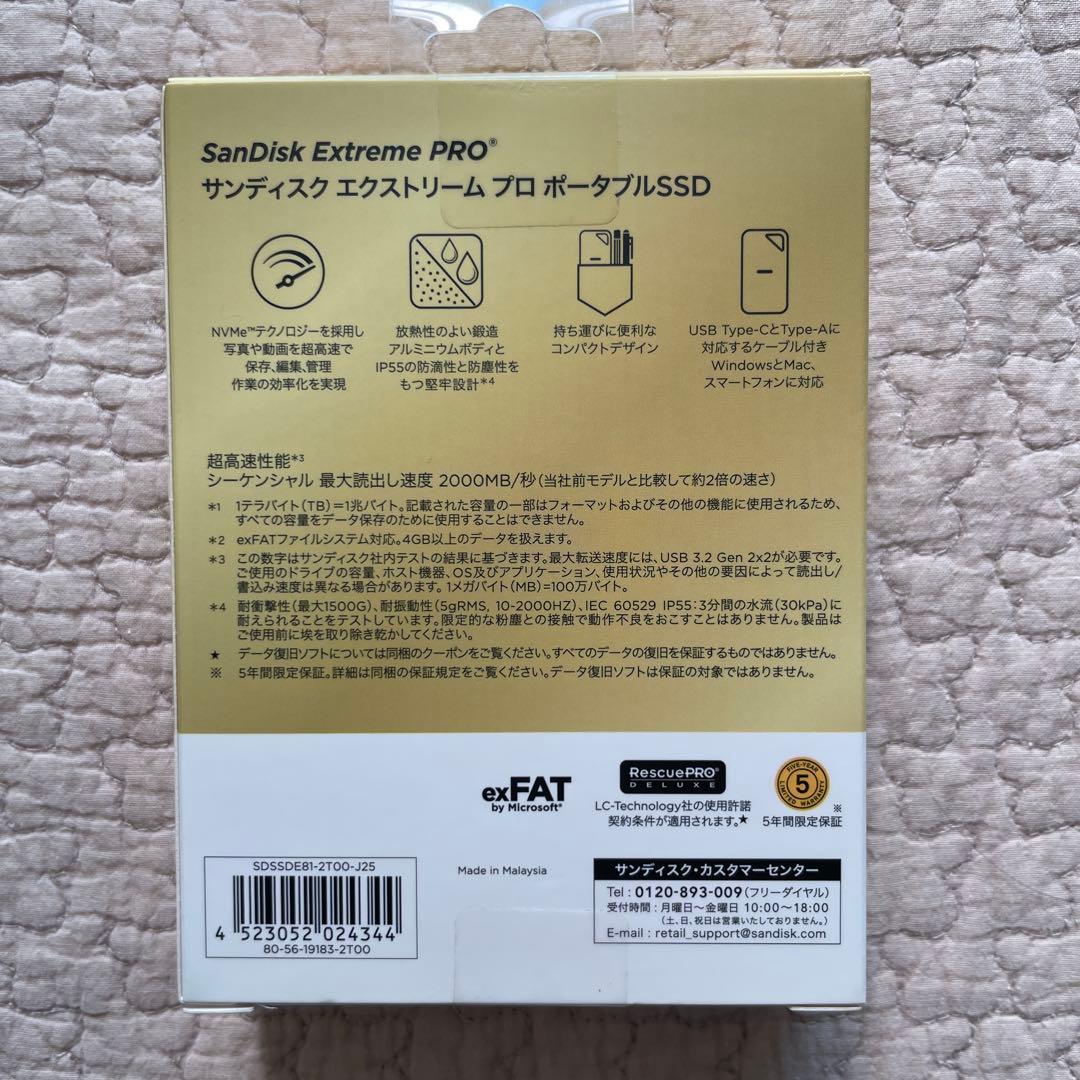 SanDisk Extreme PRO®
サンディスク エクストリーム プロ ポータブルSSD
NVMe™テクノロジーを採用し
写真や動画を超高速で
保存、編集、管理
作業の効率化を実現
放熱性のよい鍛造
アルミニウムボディと
IP55の防滴性と防塵性を
もつ堅牢設計*4
持ち運びに便利な
コンパクトデザイン
USB Type-CとType-Aに
対応するケーブル付き
WindowsとMac、
スマートフォンに対応
超高速性能*3
シーケンシャル 最大読出し速度 2000MB/秒（当社前モデルと比較して約2倍の速さ）
*1 1テラバイト（TB）＝1兆バイト。記載された容量の一部はフォーマットおよびその他の機能に使用されるため、
すべての容量をデータ保存のために使用することはできません。
*2 exFATファイルシステム対応。4GB以上のデータを扱えます。
*3 この数字はサンディスク社内テストの結果に基づきます。最大転送速度には、USB 3.2 Gen 2x2が必要です。
ご使用のドライブの容量、ホスト機器、OS及びアプリケーション、使用状況やその他の要因によって読出し/
書込み速度は異なる場合があります。1メガバイト（MB）＝100万バイト。
*4 耐衝撃性（最大1500G）、耐振動性（5gRMS, 10-2000HZ）、IEC 60529 IP55：3分間の水流（30kPa）に
耐えられることをテストしています。限定的な粉塵との接触で動作不良をおこすことはありません。製品は
ご使用前に埃を取り除き乾かしてください。
★ データ復旧ソフトについては同梱のクーポンをご覧ください。すべてのデータの復旧を保証するものではありません。
※ 5年間限定保証。詳細は同梱の保証規定をご覧ください。データ復旧ソフトは保証の対象ではありません。
exFAT
by Microsoft®
RescuePRO®
DELUXE
LC-Technology社の使用許諾
契約条件が適用されます。★
FIVE-YEAR
5
LIMITED WARRANTY
※
5年間限定保証
SDSSDE81-2T00-J25
4 523052 024344
80-56-19183-2T00
Made in Malaysia
サンディスク・カスタマーセンター
Tel : 0120-893-009（フリーダイヤル）
受付時間 : 月曜日〜金曜日 10:00〜18:00
（土、日、祝日は営業いたしておりません。）
E-mail : retail_support@sandisk.com